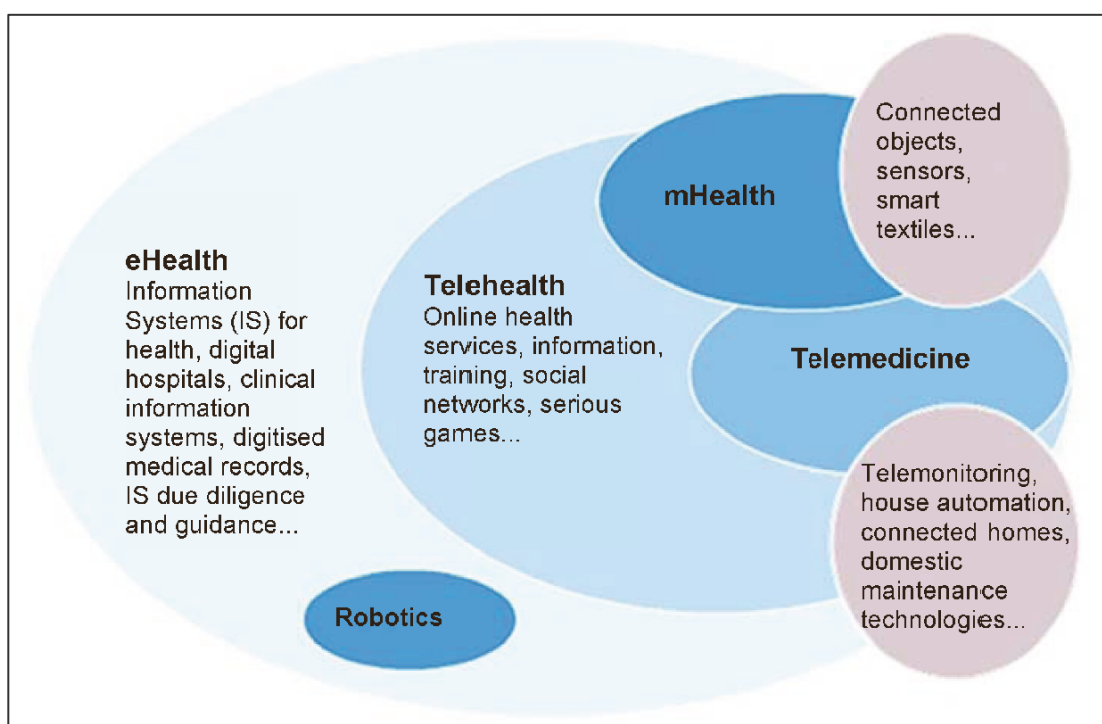 eHealth
Information
Systems (IS) for
health, digital
hospitals, clinical
information
systems, digitised
medical records,
IS due diligence
and guidance...
Telehealth
Online health
services, information,
training, social
networks, serious
games...
mHealth
Connected
objects,
sensors,
smart
textiles...
Telemedicine
Telemonitoring,
house automation,
connected homes,
domestic
maintenance
technologies...
Robotics